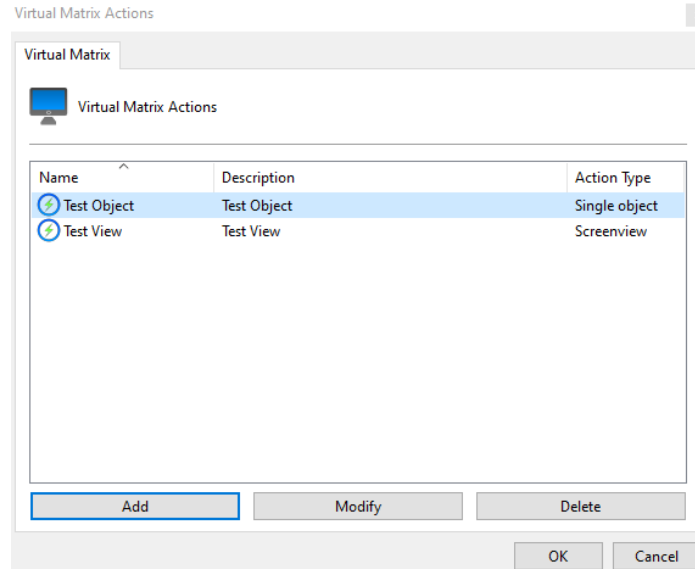 Virtual Matrix Actions
Virtual Matrix
Virtual Matrix Actions
Name Description Action Type
Test Object Test Object Single object
Test View Test View Screenview
Add Modify Delete
OK Cancel